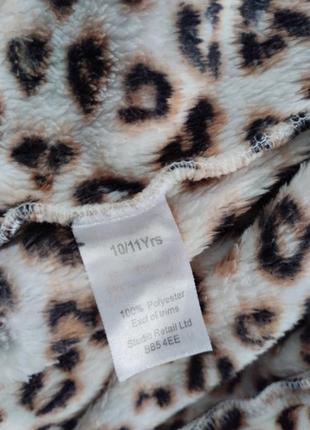 10/11Yrs
100% Polyester
Excl of trims
Studio Retail Ltd
BB5 4EE